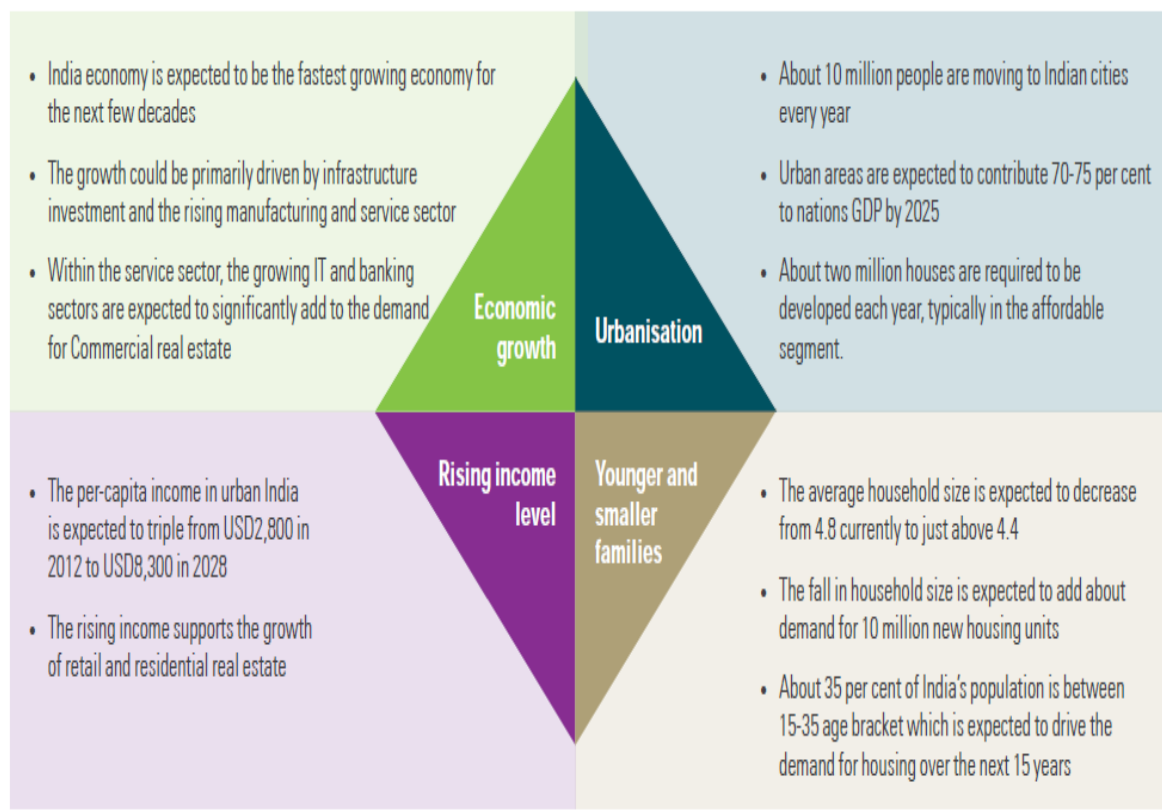 • India economy is expected to be the fastest growing economy for
the next few decades
• The growth could be primarily driven by infrastructure
investment and the rising manufacturing and service sector
• Within the service sector, the growing IT and banking
sectors are expected to significantly add to the demand
for Commercial real estate
Economic
growth
• About 10 million people are moving to Indian cities
every year
• Urban areas are expected to contribute 70-75 per cent
to nations GDP by 2025
• About two million houses are required to be
developed each year, typically in the affordable
segment.
Urbanisation
• The per-capita income in urban India
is expected to triple from USD2,800 in
2012 to USD8,300 in 2028
• The rising income supports the growth
of retail and residential real estate
Rising income
level
Younger and
smaller
families
• The average household size is expected to decrease
from 4.8 currently to just above 4.4
• The fall in household size is expected to add about
demand for 10 million new housing units
• About 35 per cent of India's population is between
15-35 age bracket which is expected to drive the
demand for housing over the next 15 years